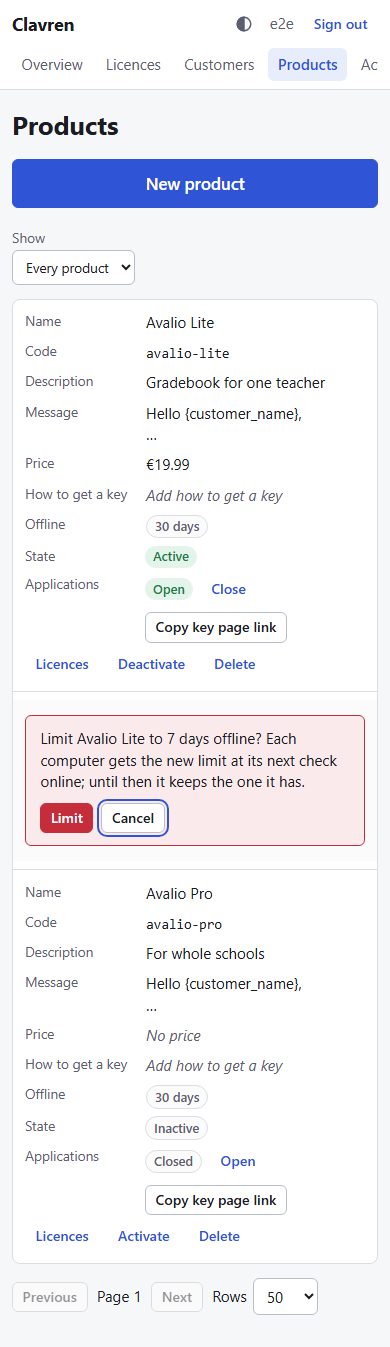 Clavren e2e Sign out
Overview Licences Customers Products Ac
Products
New product
Show
Every product
Name Avalio Lite
Code avalio-lite
Description Gradebook for one teacher
Message Hello {customer_name},
...
Price €19.99
How to get a key Add how to get a key
Offline 30 days
State Active
Applications Open Close
Copy key page link
Licences Deactivate Delete
Limit Avalio Lite to 7 days offline? Each
computer gets the new limit at its next check
online; until then it keeps the one it has.
Limit Cancel
Name Avalio Pro
Code avalio-pro
Description For whole schools
Message Hello {customer_name},
...
Price No price
How to get a key Add how to get a key
Offline 30 days
State Inactive
Applications Closed Open
Copy key page link
Licences Activate Delete
Previous Page 1 Next Rows 50